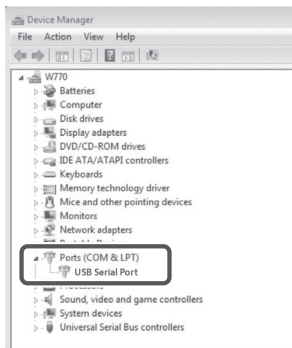 Device Manager
File Action View Help
W770
Batteries
Computer
Disk drives
Display adapters
DVD/CD-ROM drives
IDE ATA/ATAPI controllers
Keyboards
Memory technology driver
Mice and other pointing devices
Monitors
Network adapters
Ports (COM & LPT)
USB Serial Port
Sound, video and game controllers
System devices
Universal Serial Bus controllers